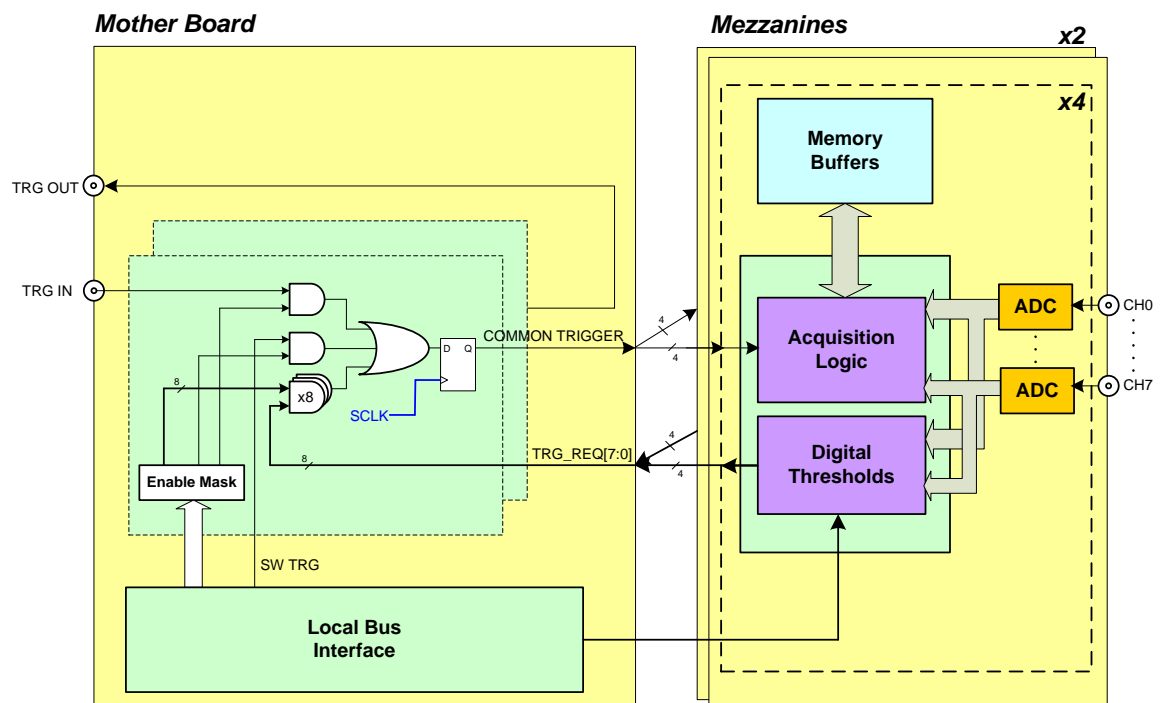 Mother Board
Mezzanines
x2
x4
Memory
Buffers
TRG OUT
TRG IN
COMMON TRIGGER
4
4
D Q
SCLK
8
x8
Acquisition
Logic
ADC
CH0
ADC
CH7
TRG_REQ[7:0]
8
4
4
Digital
Thresholds
Enable Mask
SW TRG
Local Bus
Interface